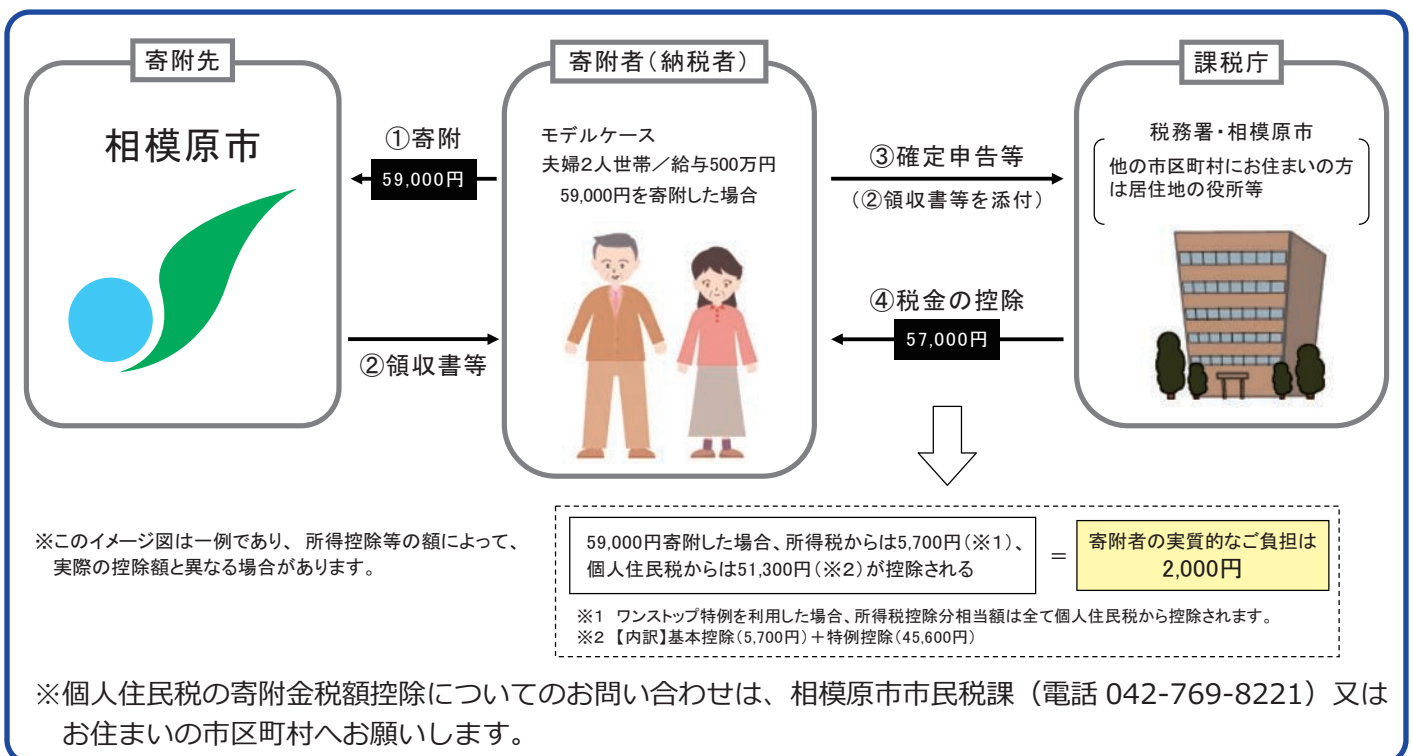 寄附先
相模原市
①寄附
59,000円
②領収書等
寄附者(納税者)
モデルケース
夫婦2人世帯／給与500万円
59,000円を寄附した場合
③確定申告等
(②領収書等を添付)
④税金の控除
57,000円
課税庁
税務署・相模原市
他の市区町村にお住まいの方
は居住地の役所等
※このイメージ図は一例であり、所得控除等の額によって、
実際の控除額と異なる場合があります。
59,000円寄附した場合、所得税からは5,700円(※1)、
個人住民税からは51,300円(※2)が控除される
=
寄附者の実質的なご負担は
2,000円
※1 ワンストップ特例を利用した場合、所得税控除分相当額は全て個人住民税から控除されます。
※2 【内訳】基本控除(5,700円)＋特例控除(45,600円)
※個人住民税の寄附金税額控除についてのお問い合わせは、相模原市市民税課（電話 042-769-8221）又は
お住まいの市区町村へお願いします。